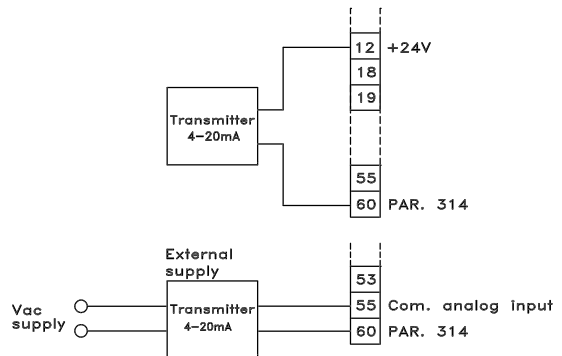 12 +24V
18
19
Transmitter
4-20mA
55
60 PAR. 314
External
supply
53
Vac
supply
Transmitter
4-20mA
55 Com. analog input
60 PAR. 314